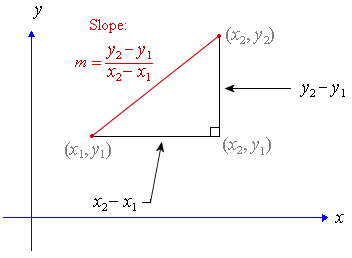 y
Slope:
m = (y₂ − y₁)/(x₂ − x₁)
(x₂, y₂)
y₂ − y₁
(x₁, y₁)
(x₂, y₁)
x₂ − x₁
x